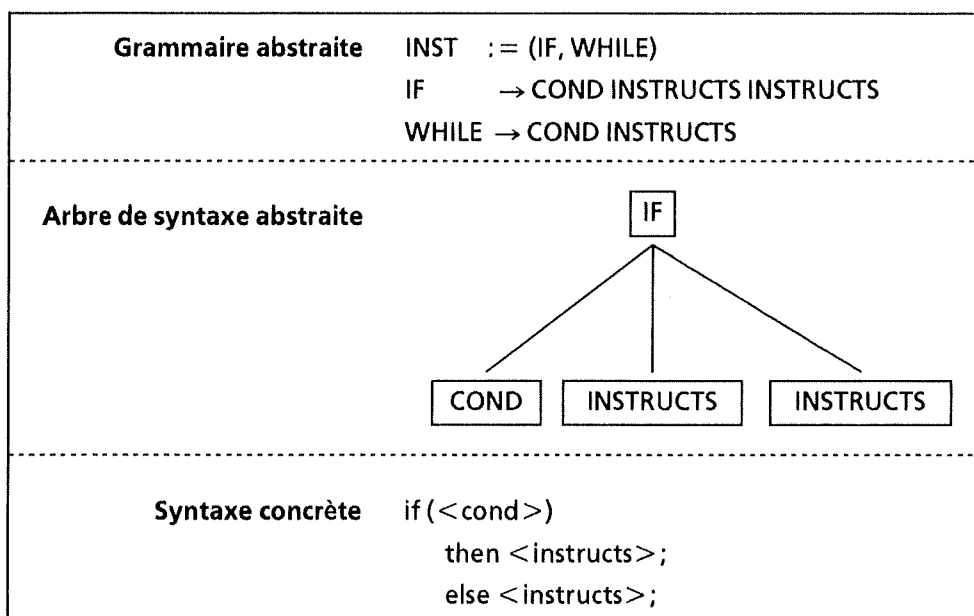 Grammaire abstraite INST := (IF, WHILE)
IF → COND INSTRUCTS INSTRUCTS
WHILE → COND INSTRUCTS
Arbre de syntaxe abstraite
IF
COND INSTRUCTS INSTRUCTS
Syntaxe concrète if (<cond>)
then <instructs>;
else <instructs>;